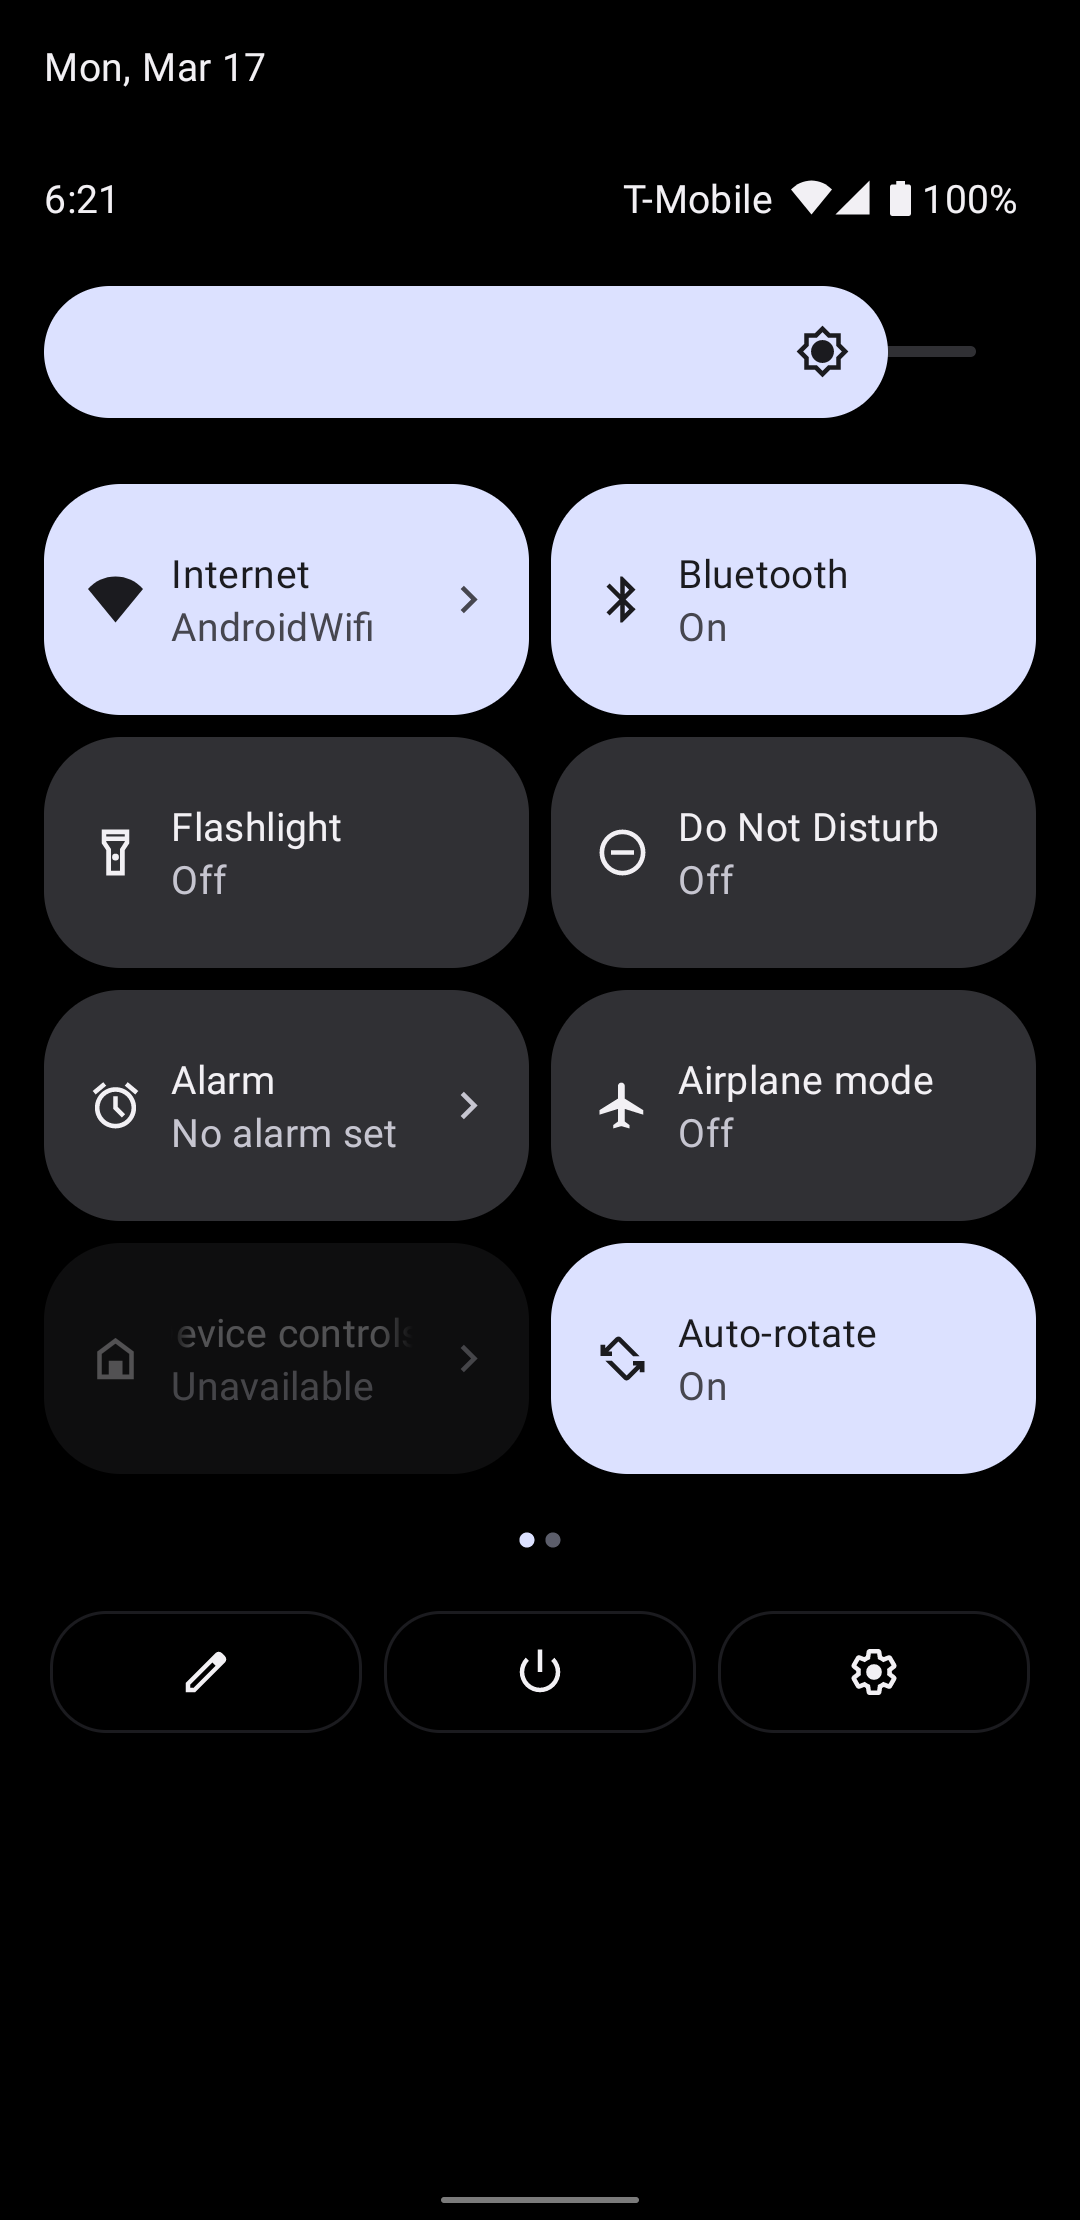 Mon, Mar 17
6:21
T-Mobile 100%
Internet
AndroidWifi
Bluetooth
On
Flashlight
Off
Do Not Disturb
Off
Alarm
No alarm set
Airplane mode
Off
evice controls
Unavailable
Auto-rotate
On